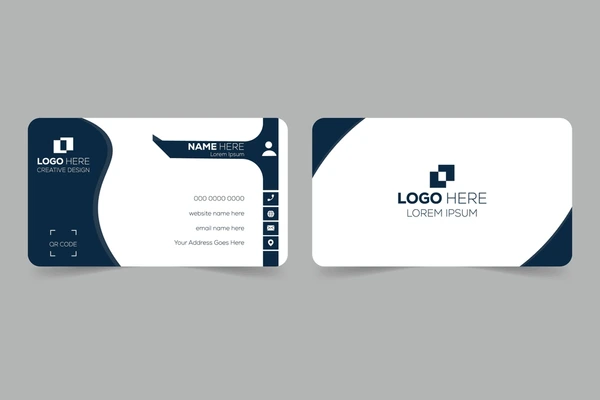 LOGO HERE
CREATIVE DESIGN
QR CODE
NAME HERE
Lorem Ipsum
000 0000 0000
website name here
email name here
Your Address Goes Here
LOGO HERE
LOREM IPSUM